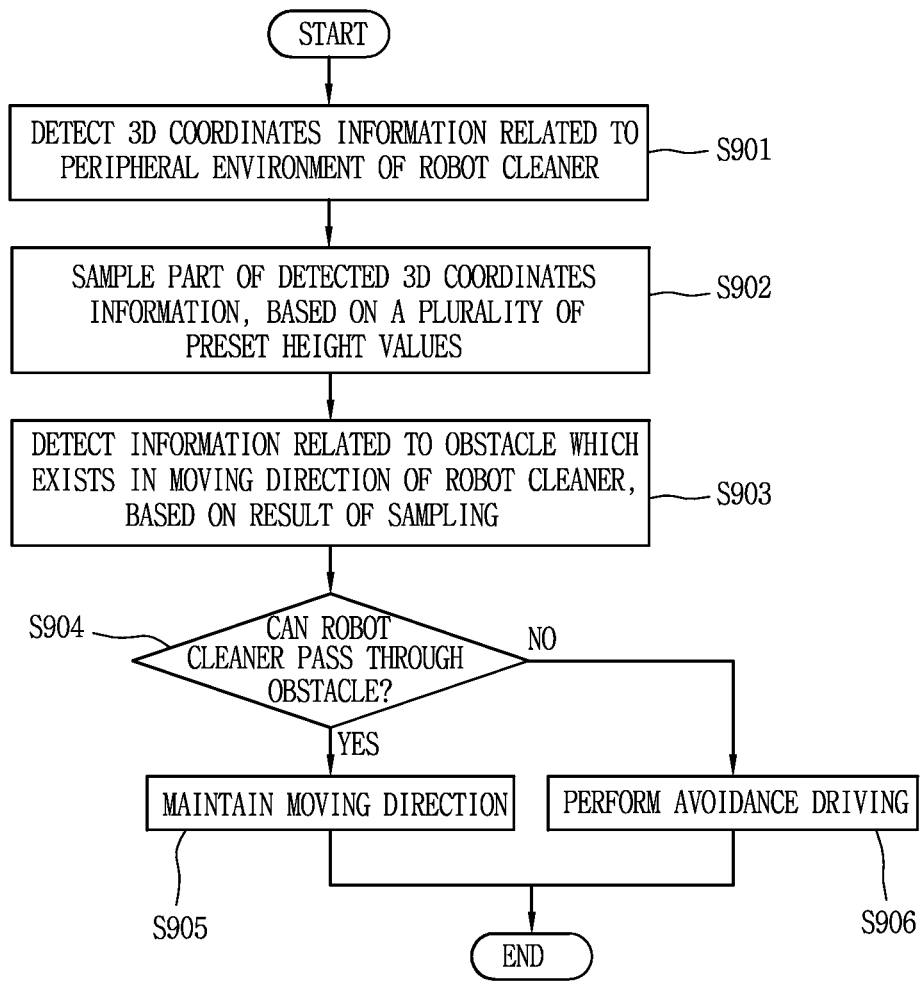 START
DETECT 3D COORDINATES INFORMATION RELATED TO
PERIPHERAL ENVIRONMENT OF ROBOT CLEANER
S901
SAMPLE PART OF DETECTED 3D COORDINATES
INFORMATION, BASED ON A PLURALITY OF
PRESET HEIGHT VALUES
S902
DETECT INFORMATION RELATED TO OBSTACLE WHICH
EXISTS IN MOVING DIRECTION OF ROBOT CLEANER,
BASED ON RESULT OF SAMPLING
S903
S904
CAN ROBOT
CLEANER PASS THROUGH
OBSTACLE?
NO
YES
MAINTAIN MOVING DIRECTION
PERFORM AVOIDANCE DRIVING
S905
S906
END